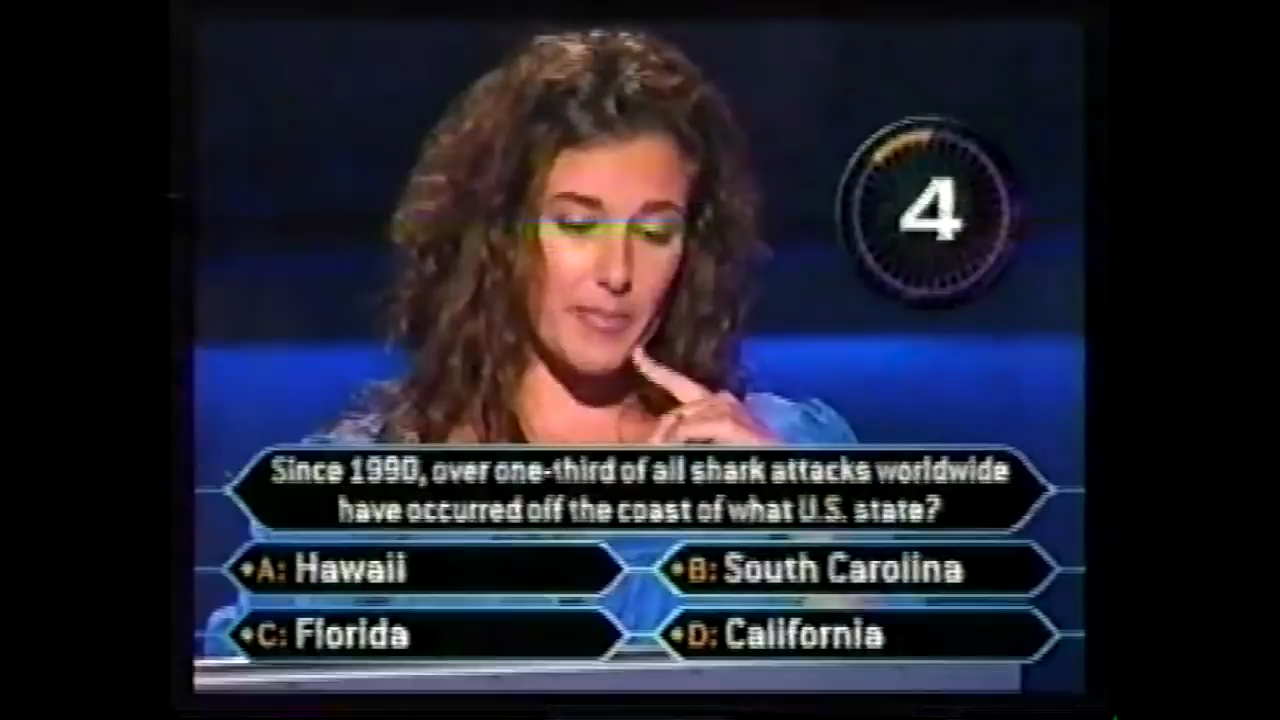 4
Since 1990, over one-third of all shark attacks worldwide
have occurred off the coast of what U.S. state?
A: Hawaii
B: South Carolina
C: Florida
D: California